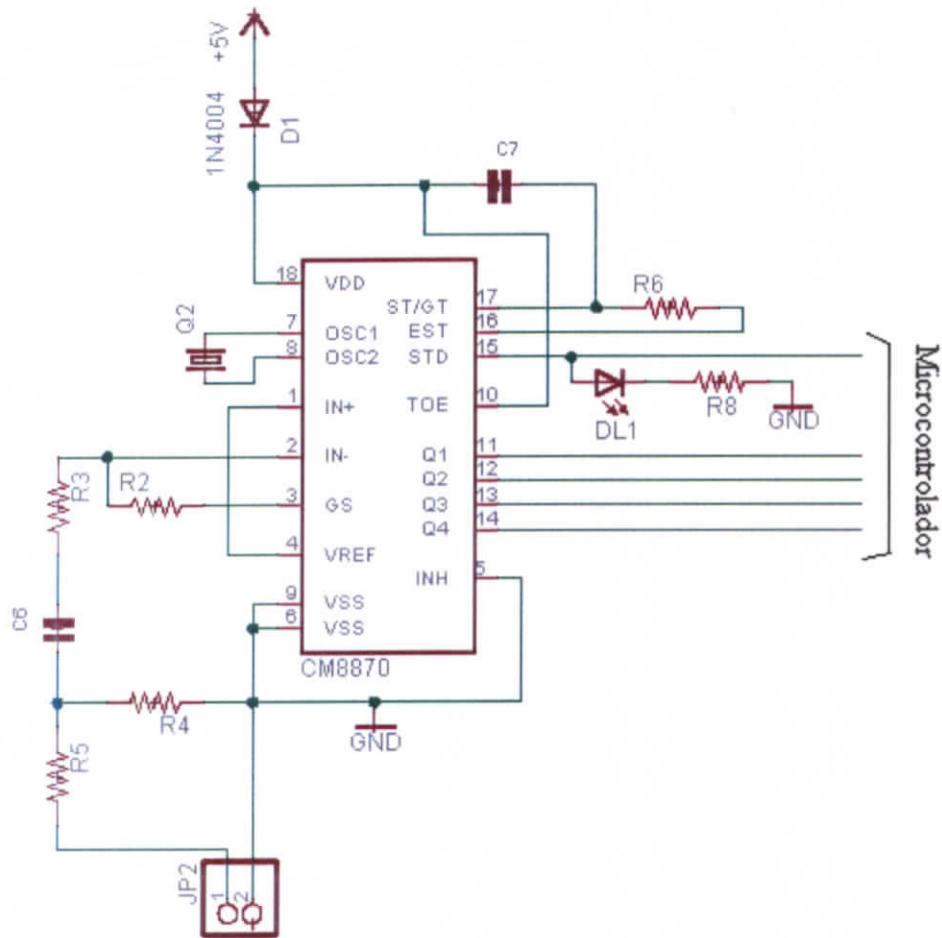 +5V
1N4004
D1
C7
18 VDD
ST/GT 17
R6
Q2
7 OSC1
EST 16
8 OSC2
STD 15
1 IN+
TOE 10
DL1
R8
GND
2 IN-
Q1 11
R3
R2
Q2 12
3 GS
Q3 13
Q4 14
4 VREF
INH 5
9 VSS
6 VSS
C6
CM8870
R4
GND
R5
JP2
1
2
Microcontrolador